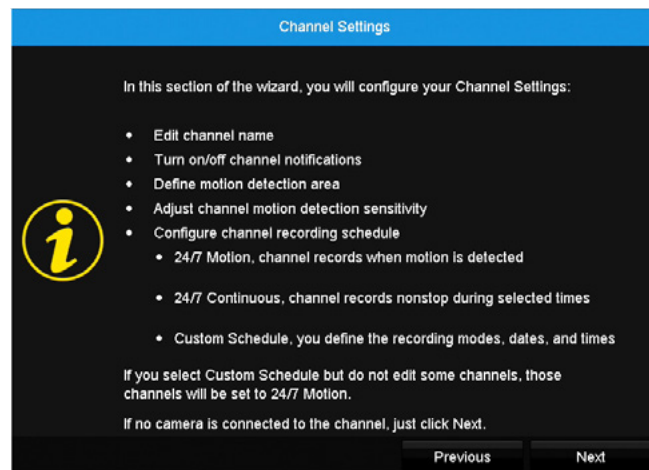 Channel Settings
In this section of the wizard, you will configure your Channel Settings:
• Edit channel name
• Turn on/off channel notifications
• Define motion detection area
• Adjust channel motion detection sensitivity
• Configure channel recording schedule
• 24/7 Motion, channel records when motion is detected
• 24/7 Continuous, channel records nonstop during selected times
• Custom Schedule, you define the recording modes, dates, and times
If you select Custom Schedule but do not edit some channels, those
channels will be set to 24/7 Motion.
If no camera is connected to the channel, just click Next.
Previous Next